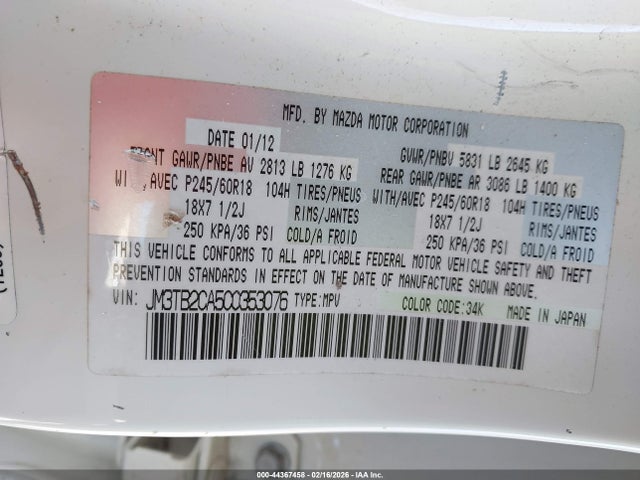 MFD. BY MAZDA MOTOR CORPORATION
DATE 01/12
FRONT GAWR/PNBE AV 2813 LB 1276 KG
WITH,AVEC P245/60R18 104H TIRES/PNEUS
18X7 1/2J RIMS/JANTES
250 KPA/36 PSI COLD/A FROID
GVWR/PNBV 5831 LB 2645 KG
REAR GAWR/PNBE AR 3086 LB 1400 KG
WITH/AVEC P245/60R18 104H TIRES/PNEUS
18X7 1/2J RIMS/JANTES
250 KPA/36 PSI COLD/A FROID
THIS VEHICLE CONFORMS TO ALL APPLICABLE FEDERAL MOTOR VEHICLE SAFETY AND THEFT
PREVENTION STANDARDS IN EFFECT ON THE DATE OF MANUFACTURE SHOWN ABOVE.
VIN: JM3TB2CA5C0353076 TYPE:MPV COLOR CODE:34K MADE IN JAPAN
000-44367458 - 02/16/2026 - IAA Inc.